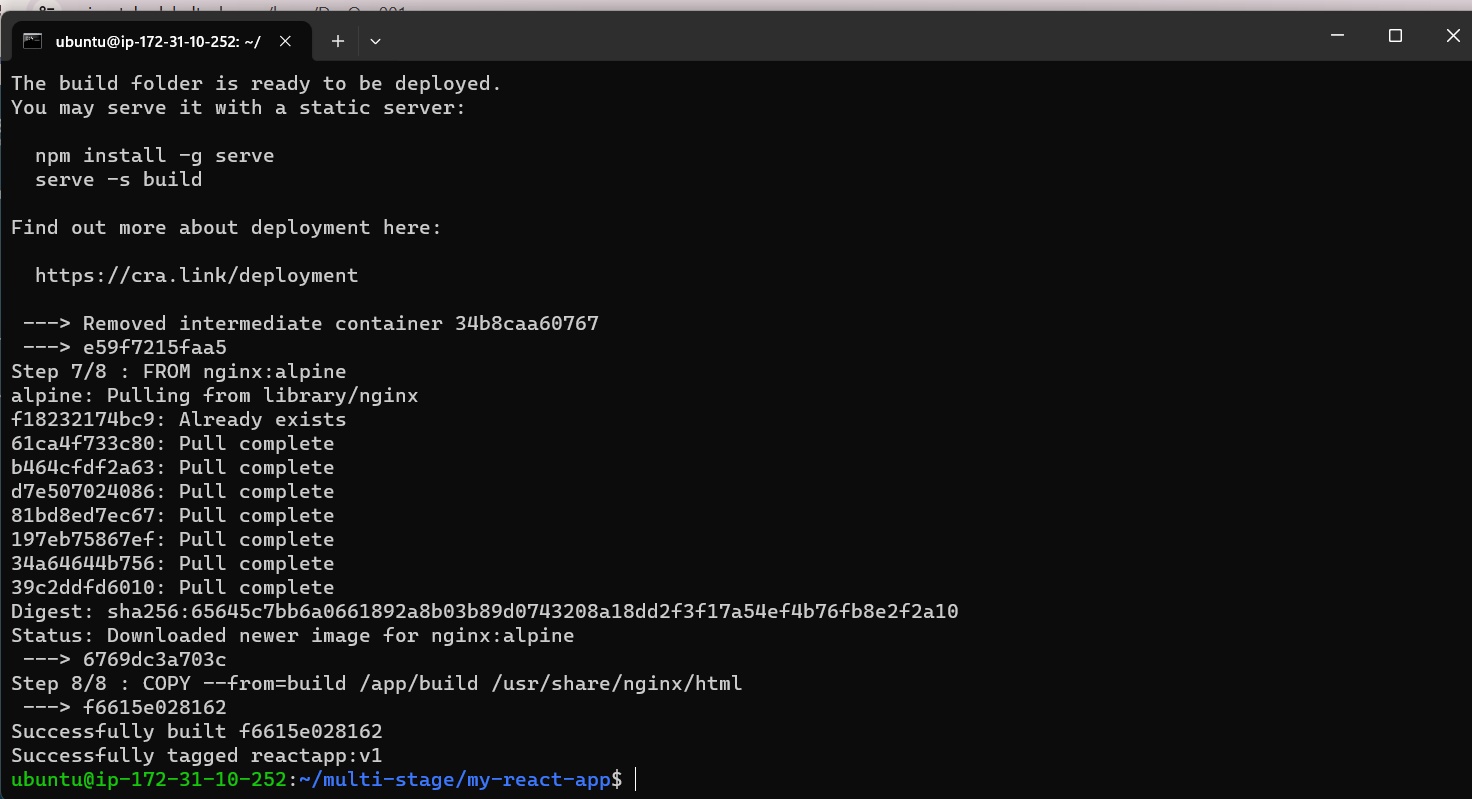 ubuntu@ip-172-31-10-252: ~/
The build folder is ready to be deployed.
You may serve it with a static server:
npm install -g serve
serve -s build
Find out more about deployment here:
https://cra.link/deployment
---> Removed intermediate container 34b8caa60767
---> e59f7215faa5
Step 7/8 : FROM nginx:alpine
alpine: Pulling from library/nginx
f18232174bc9: Already exists
61ca4f733c80: Pull complete
b464cfdf2a63: Pull complete
d7e507024086: Pull complete
81bd8ed7ec67: Pull complete
197eb75867ef: Pull complete
34a64644b756: Pull complete
39c2ddfd6010: Pull complete
Digest: sha256:65645c7bb6a0661892a8b03b89d0743208a18dd2f3f17a54ef4b76fb8e2f2a10
Status: Downloaded newer image for nginx:alpine
---> 6769dc3a703c
Step 8/8 : COPY --from=build /app/build /usr/share/nginx/html
---> f6615e028162
Successfully built f6615e028162
Successfully tagged reactapp:v1
ubuntu@ip-172-31-10-252:~/multi-stage/my-react-app$